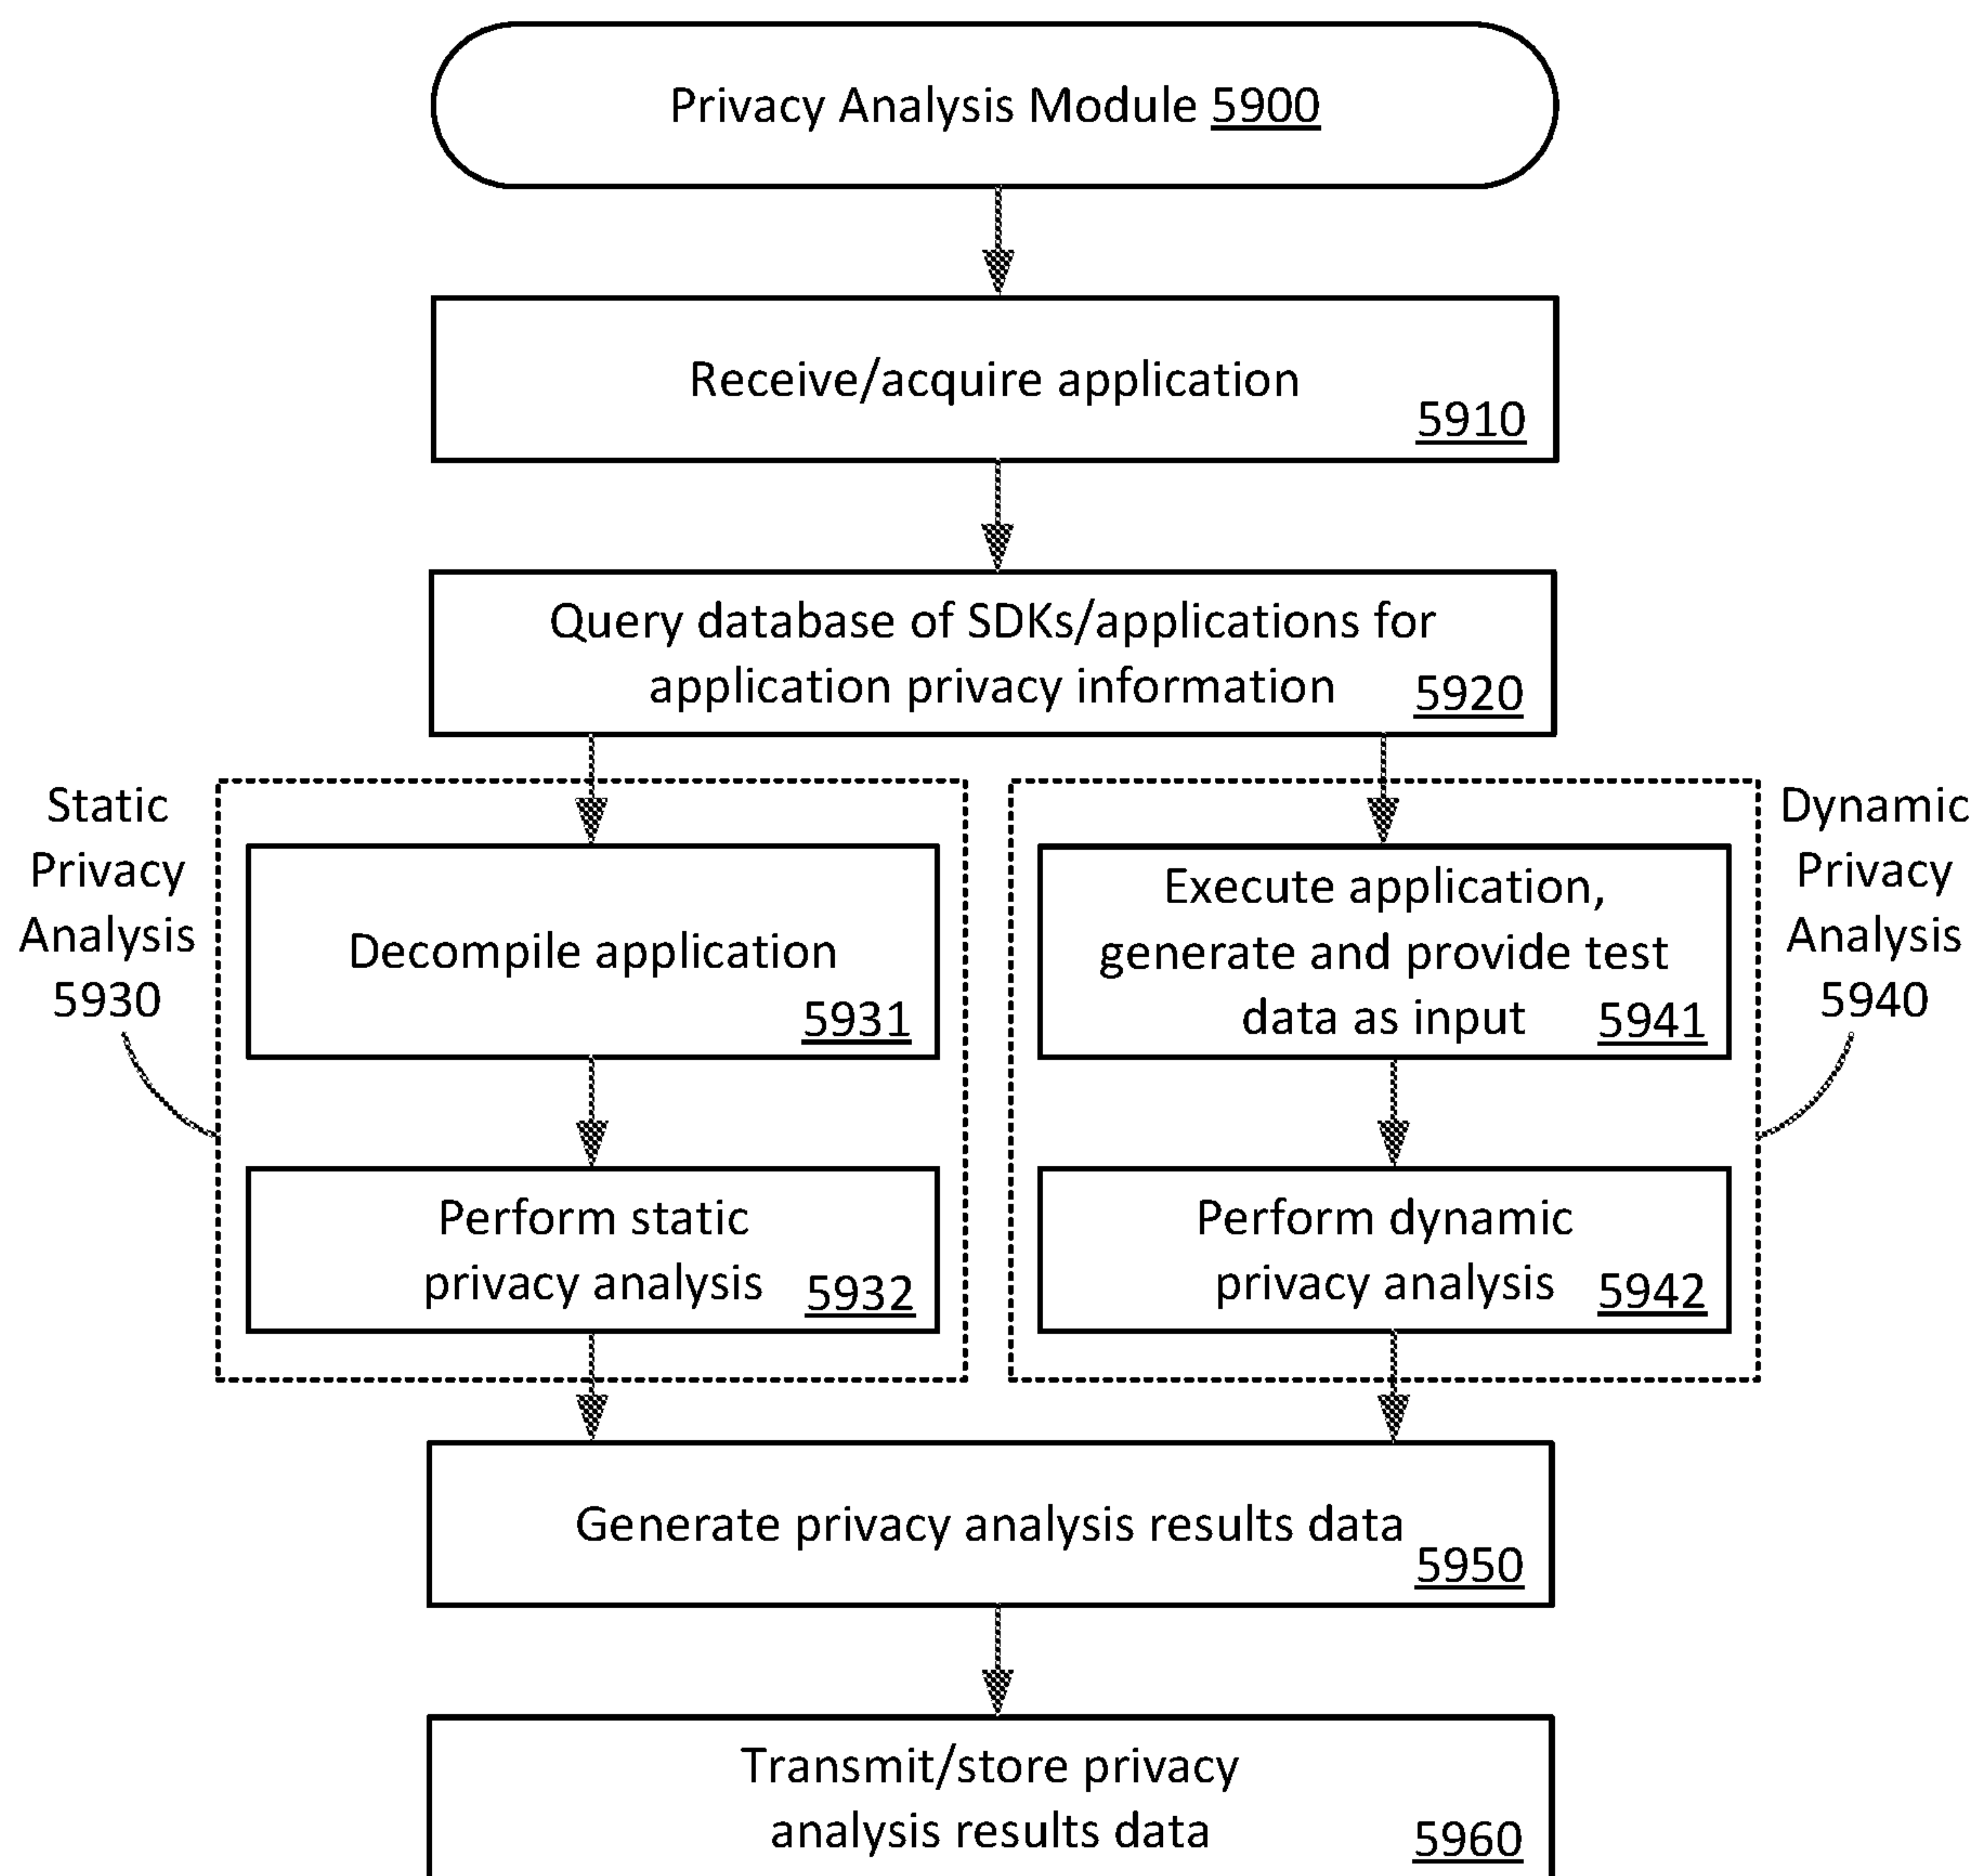 Privacy Analysis Module 5900
Receive/acquire application
5910
Query database of SDKs/applications for
application privacy information 5920
Static
Privacy
Analysis
5930
Decompile application
5931
Perform static
privacy analysis 5932
Execute application,
generate and provide test
data as input 5941
Perform dynamic
privacy analysis 5942
Dynamic
Privacy
Analysis
5940
Generate privacy analysis results data
5950
Transmit/store privacy
analysis results data 5960